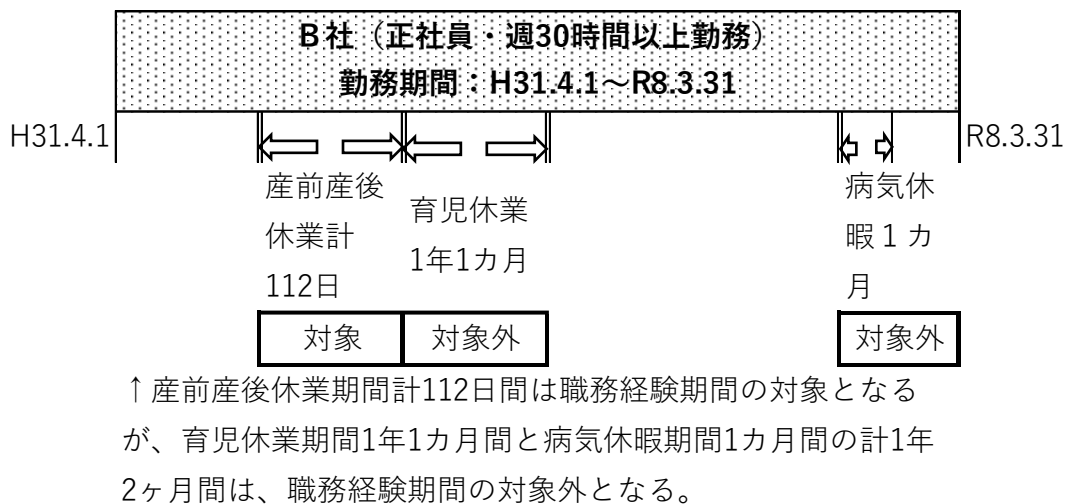 B社（正社員・週30時間以上勤務）
勤務期間：H31.4.1～R8.3.31
H31.4.1
R8.3.31
産前産後
休業計
112日
育児休業
1年1カ月
病気休
暇１カ
月
対象
対象外
対象外
↑産前産後休業期間計112日間は職務経験期間の対象となる
が、育児休業期間1年1カ月間と病気休暇期間1カ月間の計1年
2ヶ月間は、職務経験期間の対象外となる。